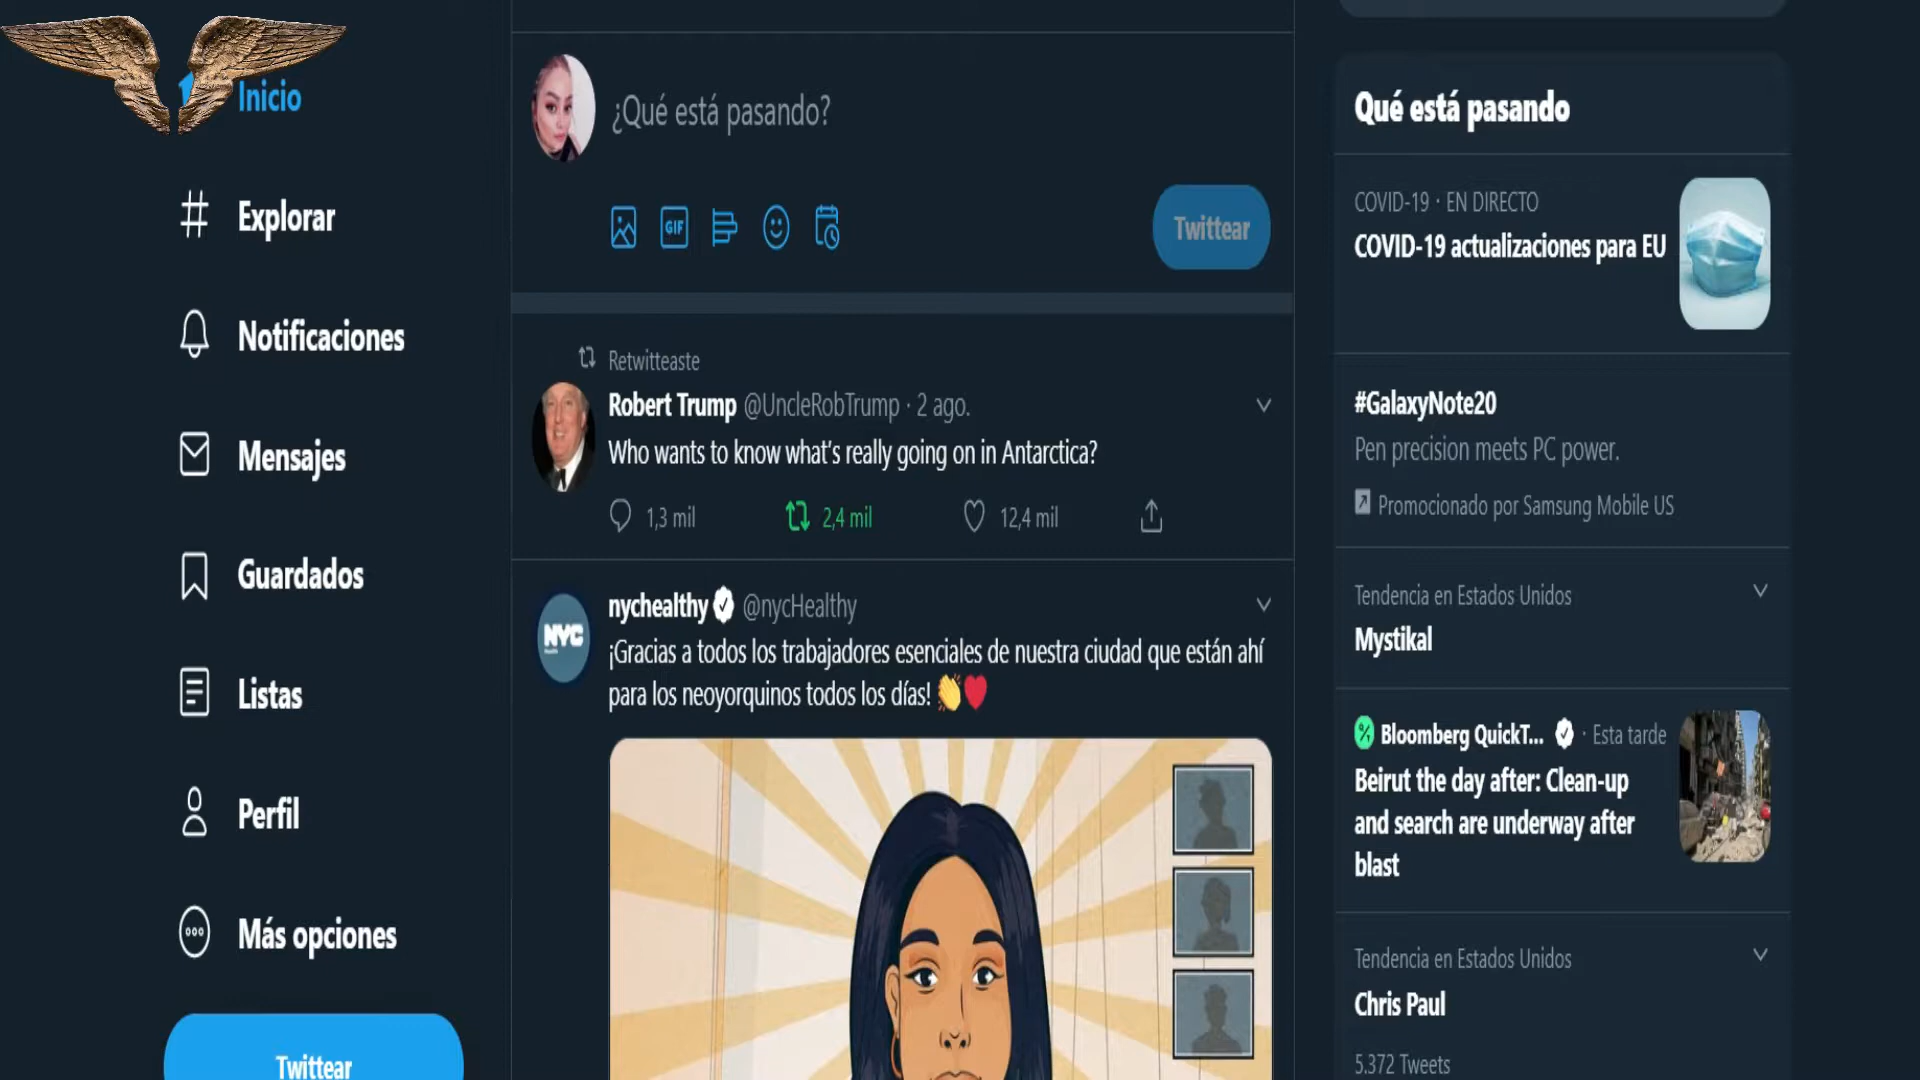 Inicio
Explorar
Notificaciones
Mensajes
Guardados
Listas
Perfil
Más opciones
Twittear
¿Qué está pasando?
GIF
Twittear
Retwitteaste
Robert Trump @UncleRobTrump · 2 ago.
Who wants to know what's really going on in Antarctica?
1,3 mil 2,4 mil 12,4 mil
nychealthy @nycHealthy
NYC
¡Gracias a todos los trabajadores esenciales de nuestra ciudad que están ahí
para los neoyorquinos todos los días! 👏❤️
Qué está pasando
COVID-19 · EN DIRECTO
COVID-19 actualizaciones para EU
#GalaxyNote20
Pen precision meets PC power.
Promocionado por Samsung Mobile US
Tendencia en Estados Unidos
Mystikal
Bloomberg QuickT... · Esta tarde
Beirut the day after: Clean-up
and search are underway after
blast
Tendencia en Estados Unidos
Chris Paul
5.372 Tweets